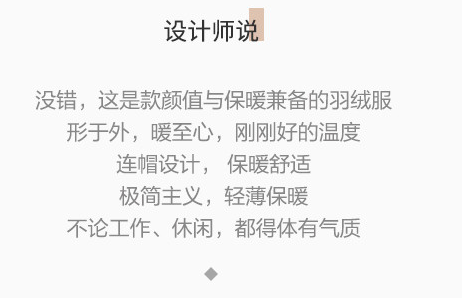 设计师说
没错，这是款颜值与保暖兼备的羽绒服
形于外，暖至心，刚刚好的温度
连帽设计， 保暖舒适
极简主义，轻薄保暖
不论工作、休闲，都得体有气质